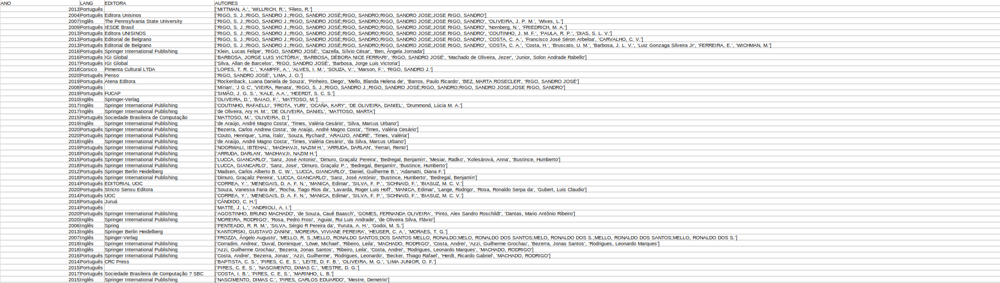 ANO LANG EDITORA AUTORES
2013 Português ['MITTMAN, A.', 'WILLRICH, R.', 'Fileto, R.']
2004 Português Editora Unisinos ['RIGO, S. J.;RIGO, SANDRO J.;RIGO, SANDRO JOSÉ;RIGO, SANDRO;RIGO, SANDRO JOSE;JOSE RIGO, SANDRO']
2007 Inglês The Pennsylvania State University ['RIGO, S. J.;RIGO, SANDRO J.;RIGO, SANDRO JOSÉ;RIGO, SANDRO;RIGO, SANDRO JOSE;JOSE RIGO, SANDRO', 'OLIVEIRA, J. P. M.', 'Wives, L.']
2009 Português IESDE Brasil ['RIGO, S. J.;RIGO, SANDRO J.;RIGO, SANDRO JOSÉ;RIGO, SANDRO;RIGO, SANDRO JOSE;JOSE RIGO, SANDRO', 'Nornberg, N.', 'FRIEDRICH, M. A.']
2013 Português Editora UNISINOS ['RIGO, S. J.;RIGO, SANDRO J.;RIGO, SANDRO JOSÉ;RIGO, SANDRO;RIGO, SANDRO JOSE;JOSE RIGO, SANDRO', 'COUTINHO, J. M. F.', 'PAULA, R. P.', 'DIAS, S. L. V.']
2013 Português Editorial de Belgrano ['RIGO, S. J.;RIGO, SANDRO J.;RIGO, SANDRO JOSÉ;RIGO, SANDRO;RIGO, SANDRO JOSE;JOSE RIGO, SANDRO', 'COSTA, C. A.', 'Francisco José Séron Arbeloa', 'CARVALHO, C. V.']
2013 Português Editorial de Belgrano ['RIGO, S. J.;RIGO, SANDRO J.;RIGO, SANDRO JOSÉ;RIGO, SANDRO;RIGO, SANDRO JOSE;JOSE RIGO, SANDRO', 'COSTA, C. A.', 'Costa, H.', 'Bruscato, U. M.', 'Barbosa, J. L. V.', 'Luiz Gonzaga Silveira Jr', 'FERREIRA, E.', 'WICHMAN, M.']
2016 Português Springer International Publishing ['Klein, Lucas Felipe', 'RIGO, SANDRO JOSÉ', 'Cazella, Sílvio César', 'Ben, Ângela Jornada']
2016 Português IGI Global ['BARBOSA, JORGE LUIS VICTÓRIA', 'BARBOSA, DÉBORA NICE FERRARI', 'RIGO, SANDRO JOSÉ', 'Machado de Oliveira, Jezer', 'Junior, Solon Andrade Rabello']
2017 Português IGI Global ['Silva, Allan de Barcelos', 'RIGO, SANDRO JOSÉ', 'Barbosa, Jorge Luis Victoria']
2018 Corsico Pimenta Cultural LTDA ['LOPES, T. R. C.', 'KAMPFF, A.', 'ALVES, I. M.', 'SOUZA, V.', 'Marson, F.', 'RIGO, SANDRO J.']
2020 Português Penso ['RIGO, SANDRO JOSÉ', 'LIMA, J. O.']
2019 Português Atena Editora ['Rockenback, Luana Daniela de Souza', 'Pinheiro, Diego', 'Mello, Blanda Helena de', 'Barros, Paulo Ricardo', 'BEZ, MARTA ROSECLER', 'RIGO, SANDRO JOSÉ']
2008 Português ['Mírian', 'J G C', 'VIEIRA, Renata', 'RIGO, S. J.;RIGO, SANDRO J.;RIGO, SANDRO JOSÉ;RIGO, SANDRO;RIGO, SANDRO JOSE;JOSE RIGO, SANDRO']
2019 Português FUCAP ['SIMÃO, J. G. S.', 'KALE, A.A.', 'HEERDT, S. C. S.']
2010 Inglês Springer-Verlag ['OLIVEIRA, D.', 'BAIAO, F.', 'MATTOSO, M.']
2017 Inglês Springer International Publishing ['COUTINHO, RAFAELLI', 'FROTA, YURI', 'OCAÑA, KARY', 'DE OLIVEIRA, DANIEL', 'Drummond, Lúcia M. A.']
2017 Inglês Springer International Publishing ['de Oliveira, Ary H. M.', 'DE OLIVEIRA, DANIEL', 'MATTOSO, MARTA']
2015 Português Sociedade Brasileira de Computação ['MATTOSO, M.', 'OLIVEIRA, D.']
2019 Inglês Springer International Publishing ['de Araújo, André Magno Costa', 'Times, Valéria Cesário', 'Silva, Marcus Urbano']
2020 Português Springer International Publishing ['Bezerra, Carlos Andrew Costa', 'de Araújo, André Magno Costa', 'Times, Valéria Cesário']
2020 Português Springer International Publishing ['Couto, Henrique', 'Lima, Ítalo', 'Souza, Rychard', 'ARAÚJO, ANDRÉ', 'Times, Valéria']
2018 Inglês Springer International Publishing ['de Araújo, André Magno Costa', 'Times, Valéria Cesário', 'da Silva, Marcus Urbano']
2019 Português Springer International Publishing ['NOORWALI, IBTEHAL', 'MADHAVJI, NAZIM H.', 'ARRUDA, DARLAN', 'Ferrari, Remo']
2018 Português Springer International Publishing ['ARRUDA, DARLAN', 'MADHAVJI, NAZIM H.']
2015 Português Springer International Publishing ['LUCCA, GIANCARLO', 'Sanz, José Antonio', 'Dimuro, Graçaliz Pereira', 'Bedregal, Benjamín', 'Mesiar, Radko', 'Kolesárová, Anna', 'Bustince, Humberto']
2018 Português Springer International Publishing ['LUCCA, GIANCARLO', 'Sanz, Jose', 'Dimuro, Graçaliz P.', 'Bedregal, Benjamín', 'Bustince, Humberto']
2012 Português Springer Berlin Heidelberg ['Madsen, Carlos Alberto B. C. W.', 'LUCCA, GIANCARLO', 'Daniel, Guilherme B.', 'Adamatti, Diana F.']
2018 Português Springer International Publishing ['Dimuro, Graçaliz Pereira', 'LUCCA, GIANCARLO', 'Sanz, José António', 'Bustince, Humberto', 'Bedregal, Benjamín']
2014 Português EDITORIAL UOC ['CORREA, Y.', 'MENEGAIS, D. A. F. N.', 'MANICA, Edimar', 'SILVA, F. P.', 'SCHNAID, F.', 'BIASUZ, M. C. V.']
2020 Português Stricto Sensu Editora ['Souza, Vanessa Faria de', 'Rocha, Tiago Rios da', 'Lavarda, Roger Luis Hoff', 'MANICA, Edimar', 'Lange, Rodrigo', 'Rosa, Ronaldo Serpa da', 'Gubert, Luis Claudio']
2014 Português UOC ['CORREA, Y.', 'MENEGAIS, D. A. F. N.', 'MANICA, Edimar', 'SILVA, F. P.', 'SCHNAID, F.', 'BIASUZ, M. C. V.']
2018 Português Juruá ['CÂNDIDO, C. H.']
2014 Português ['MATTE, J. L.', 'ANDRIOLI, A. I.']
2020 Português Springer International Publishing ['AGOSTINHO, BRUNO MACHADO', 'de Souza, Cauê Baasch', 'GOMES, FERNANDA OLIVEIRA', 'Pinto, Alex Sandro Roschildt', 'Dantas, Mario Antônio Ribeiro']
2020 Inglês Springer International Publishing ['MOREIRA, RODRIGO', 'Rosa, Pedro Frosi', 'Aguiar, Rui Luis Andrade', 'de Oliveira Silva, Flávio']
2006 Inglês Spring ['PENTEADO, R. R. M.', 'SILVA, Sérgio R Pereira da', 'Furuta, A. H.', 'Godoi, M. S.']
2013 Inglês Springer Berlin Heidelberg ['KANTORSKI, GUSTAVO ZANINI', 'MOREIRA, VIVIANE PEREIRA', 'HEUSER, C. A.', 'MORAES, T. G.']
2007 Inglês Spinger-Verlag ['FROZZA, Ângelo Augusto', 'MELLO, R. S.;MELLO, RONALDO SANTOS;DOS SANTOS MELLO, RONALDO;MELO, RONALDO DOS SANTOS;MELO, RONALDO DOS S.;MELLO, RONALDO DOS SANTOS;MELLO, RONALDO DOS S.']
2018 Inglês Springer International Publishing ['Corradini, Andrea', 'Duval, Dominique', 'Löwe, Michael', 'Ribeiro, Leila', 'MACHADO, RODRIGO', 'Costa, Andrei', 'Azzi, Guilherme Grochau', 'Bezerra, Jonas Santos', 'Rodrigues, Leonardo Marques']
2018 Inglês Springer International Publishing ['Azzi, Guilherme Grochau', 'Bezerra, Jonas Santos', 'Ribeiro, Leila', 'Costa, Andrei', 'Rodrigues, Leonardo Marques', 'MACHADO, RODRIGO']
2016 Português Springer International Publishing ['Costa, Andrei', 'Bezerra, Jonas', 'Azzi, Guilherme', 'Rodrigues, Leonardo', 'Becker, Thiago Rafael', 'Herdt, Ricardo Gabriel', 'MACHADO, RODRIGO']
2014 Português CRC Press ['BAPTISTA, C. S.', 'PIRES, C. E. S.', 'LEITE, D. F. B.', 'OLIVEIRA, M. G.', 'LIMA JUNIOR, O. F.']
2015 Português ['PIRES, C. E. S.', 'NASCIMENTO, DIMAS C.', 'MESTRE, D. G.']
2017 Português Sociedade Brasileira de Computação ? SBC ['COSTA, I. B.', 'PIRES, C. E. S.', 'MARINHO, L. B.']
2015 Inglês Springer International Publishing ['NASCIMENTO, DIMAS C.', 'PIRES, CARLOS EDUARDO', 'Mestre, Demetrio']